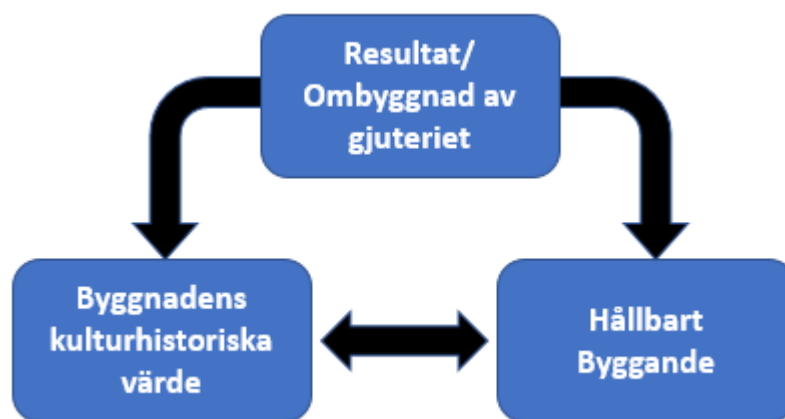 Resultat/
Ombyggnad av
gjuteriet
Byggnadens
kulturhistoriska
värde
Hållbart
Byggande